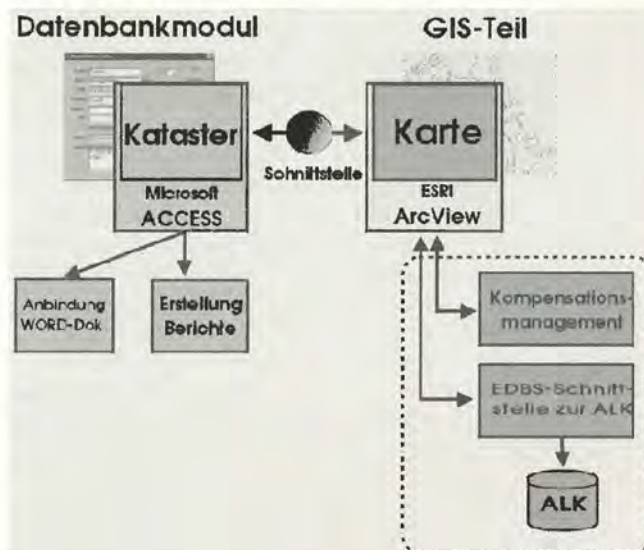 Datenbankmodul
GIS-Teil
Kataster
Schnittstelle
Karte
Microsoft
ACCESS
ESRI
ArcView
Anbindung
WORD-Dok.
Erstellung
Berichte
Kompensations-
management
EDBS-Schnitt-
stelle zur ALK
ALK